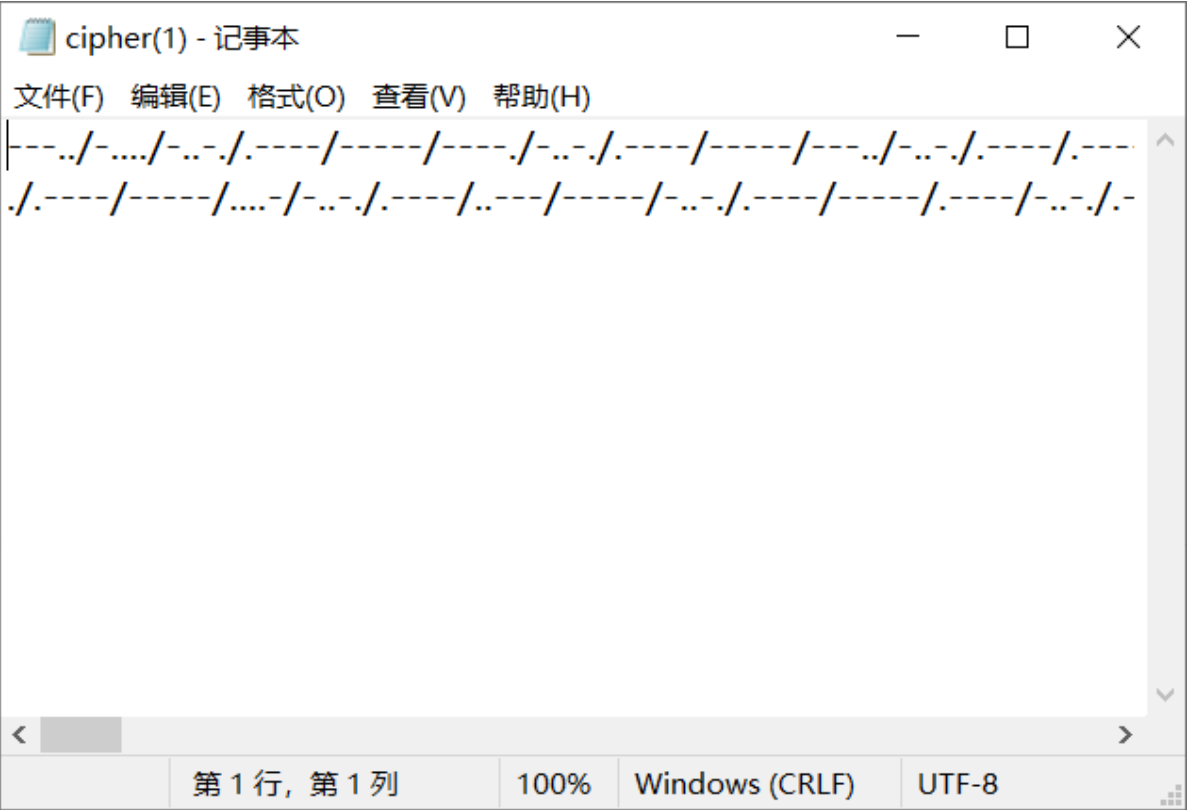 cipher(1) - 记事本
文件(F) 编辑(E) 格式(O) 查看(V) 帮助(H)
---../-..../-..-./.----/-----/----./-..-./.----/-----/---../-..-./.----/.---
./.----/-----/....-/-..-./.----/..---/-----/-..-./.----/-----/.----/-..-./.-
第 1 行，第 1 列 100% Windows (CRLF) UTF-8